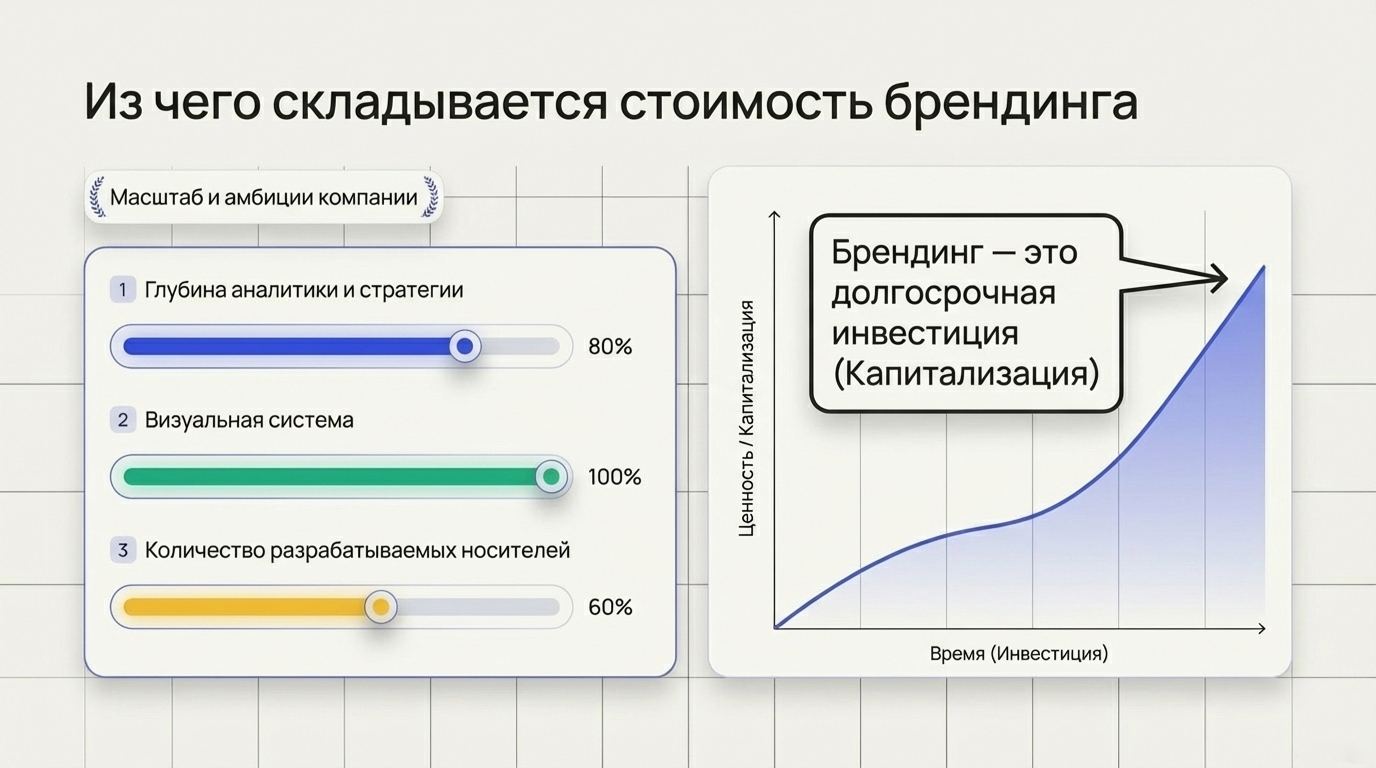 Из чего складывается стоимость брендинга
Масштаб и амбиции компании
1 Глубина аналитики и стратегии
80%
2 Визуальная система
100%
3 Количество разрабатываемых носителей
60%
Ценность / Капитализация
Брендинг — это
долгосрочная
инвестиция
(Капитализация)
Время (Инвестиция)